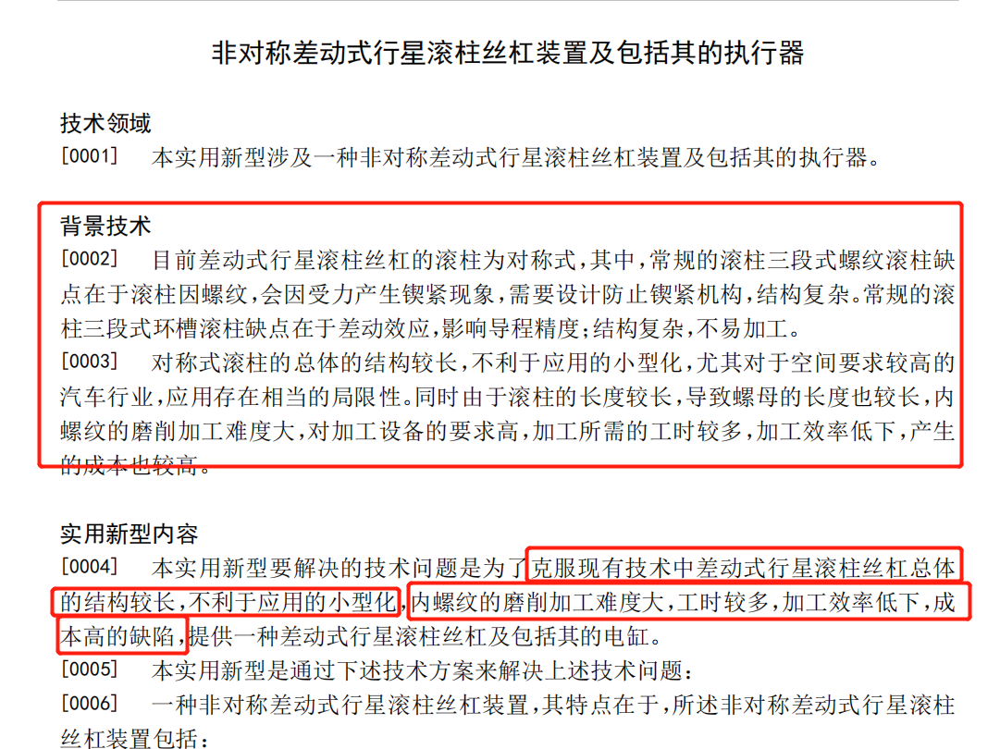 非对称差动式行星滚柱丝杠装置及包括其的执行器
技术领域
[0001] 本实用新型涉及一种非对称差动式行星滚柱丝杠装置及包括其的执行器。
背景技术
[0002] 目前差动式行星滚柱丝杠的滚柱为对称式,其中,常规的滚柱三段式螺纹滚柱缺
点在于滚柱因螺纹,会因受力产生锲紧现象,需要设计防止锲紧机构,结构复杂。常规的滚
柱三段式环槽滚柱缺点在于差动效应,影响导程精度;结构复杂,不易加工。
[0003] 对称式滚柱的总体的结构较长,不利于应用的小型化,尤其对于空间要求较高的
汽车行业,应用存在相当的局限性。同时由于滚柱的长度较长,导致螺母的长度也较长,内
螺纹的磨削加工难度大,对加工设备的要求高,加工所需的工时较多,加工效率低下,产生
的成本也较高。
实用新型内容
[0004] 本实用新型要解决的技术问题是为了克服现有技术中差动式行星滚柱丝杠总体
的结构较长,不利于应用的小型化,内螺纹的磨削加工难度大,工时较多,加工效率低下,成
本高的缺陷,提供一种差动式行星滚柱丝杠及包括其的电缸。
[0005] 本实用新型是通过下述技术方案来解决上述技术问题:
[0006] 一种非对称差动式行星滚柱丝杠装置,其特点在于,所述非对称差动式行星滚柱
丝杠装置包括: